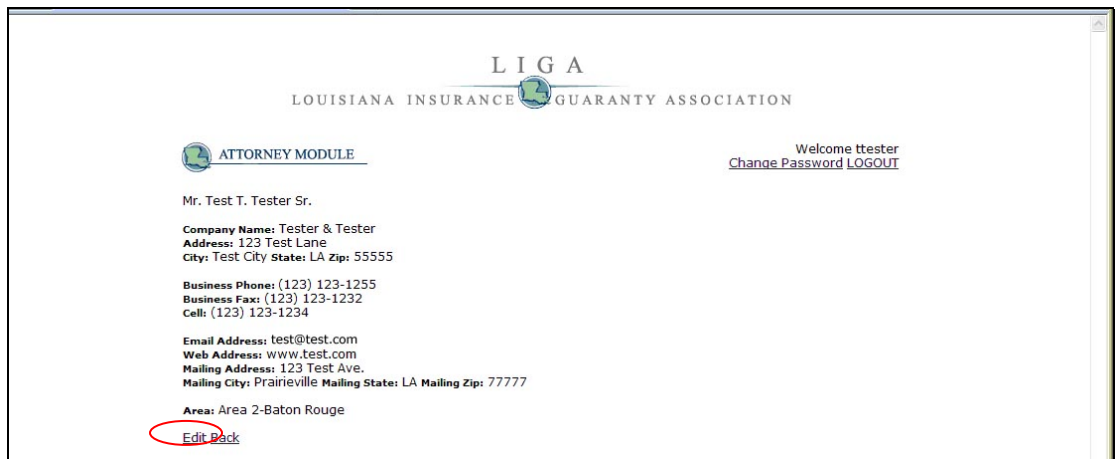 LIGA
LOUISIANA INSURANCE GUARANTY ASSOCIATION
ATTORNEY MODULE
Welcome ttester
Change Password LOGOUT
Mr. Test T. Tester Sr.
Company Name: Tester & Tester
Address: 123 Test Lane
City: Test City State: LA Zip: 55555
Business Phone: (123) 123-1255
Business Fax: (123) 123-1232
Cell: (123) 123-1234
Email Address: test@test.com
Web Address: www.test.com
Mailing Address: 123 Test Ave.
Mailing City: Prairieville Mailing State: LA Mailing Zip: 77777
Area: Area 2-Baton Rouge
Edit Back